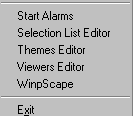 Start Alarms
Selection List Editor
Themes Editor
Viewers Editor
WinpScape
Exit